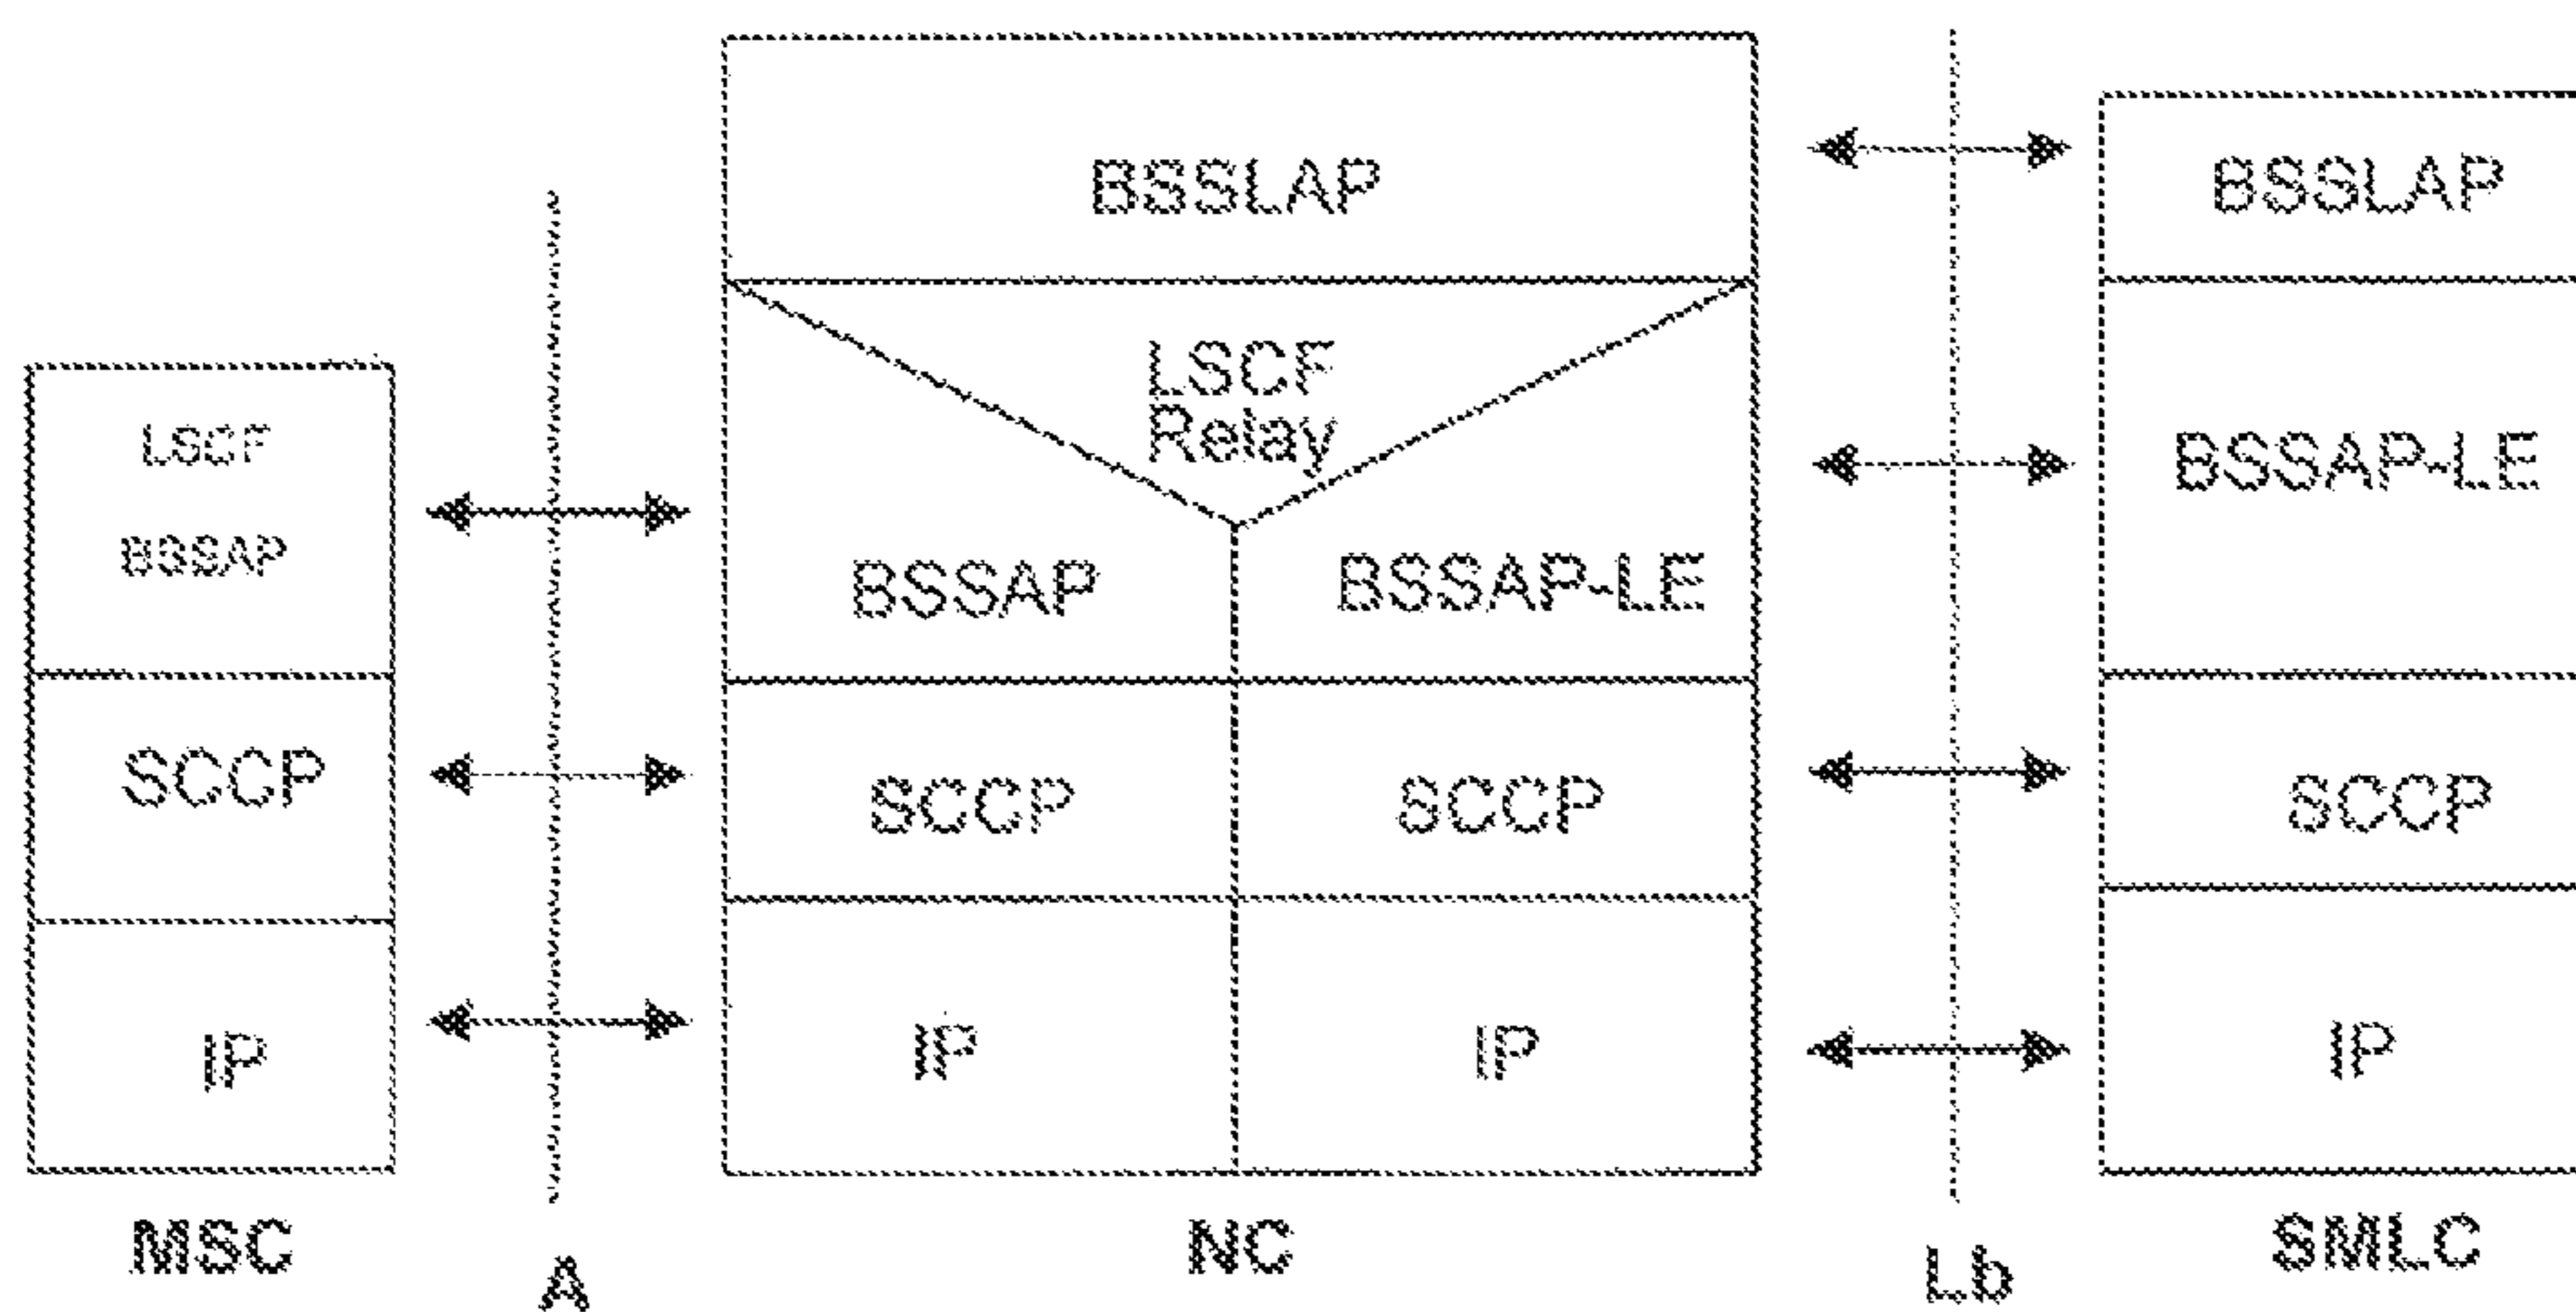 BSSLAP
BSSLAP
LSCF
Relay
LSCF
BSSAP
BSSAP-LE
BSSAP
BSSAP-LE
SCCP
SCCP
SCCP
SCCP
IP
IP
IP
IP
MSC
NC
SMLC
A
Lb